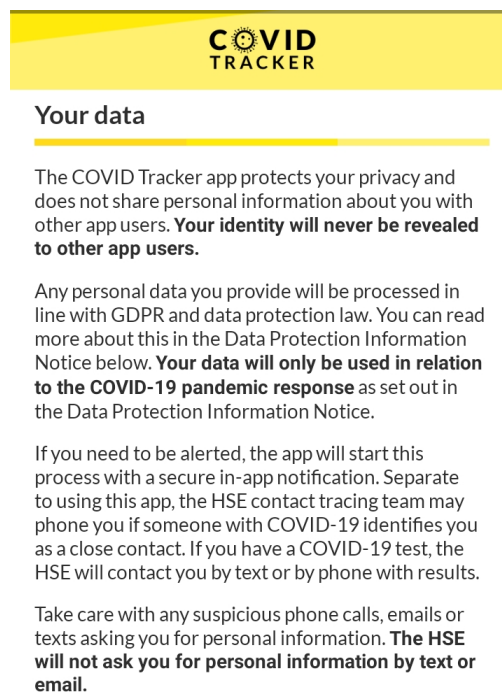 COVID
TRACKER
Your data
The COVID Tracker app protects your privacy and
does not share personal information about you with
other app users. Your identity will never be revealed
to other app users.
Any personal data you provide will be processed in
line with GDPR and data protection law. You can read
more about this in the Data Protection Information
Notice below. Your data will only be used in relation
to the COVID-19 pandemic response as set out in
the Data Protection Information Notice.
If you need to be alerted, the app will start this
process with a secure in-app notification. Separate
to using this app, the HSE contact tracing team may
phone you if someone with COVID-19 identifies you
as a close contact. If you have a COVID-19 test, the
HSE will contact you by text or by phone with results.
Take care with any suspicious phone calls, emails or
texts asking you for personal information. The HSE
will not ask you for personal information by text or
email.